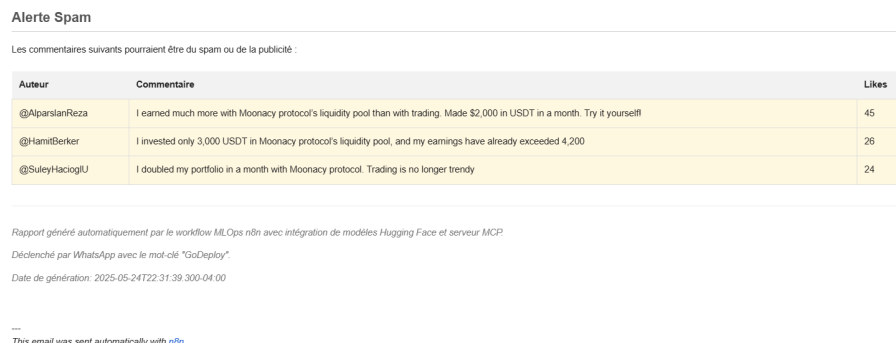 Alerte Spam
Les commentaires suivants pourraient être du spam ou de la publicité :
Auteur Commentaire Likes
@AlparslanReza I earned much more with Moonacy protocol's liquidity pool than with trading. Made $2,000 in USDT in a month. Try it yourself! 45
@HamitBerker I invested only 3,000 USDT in Moonacy protocol's liquidity pool, and my earnings have already exceeded 4,200 26
@SuleyHacioglU I doubled my portfolio in a month with Moonacy protocol. Trading is no longer trendy 24
Rapport généré automatiquement par le workflow MLOps n8n avec intégration de modèles Hugging Face et serveur MCP.
Déclenché par WhatsApp avec le mot-clé "GoDeploy".
Date de génération: 2025-05-24T22:31:39.300-04:00
---
This email was sent automatically with n8n